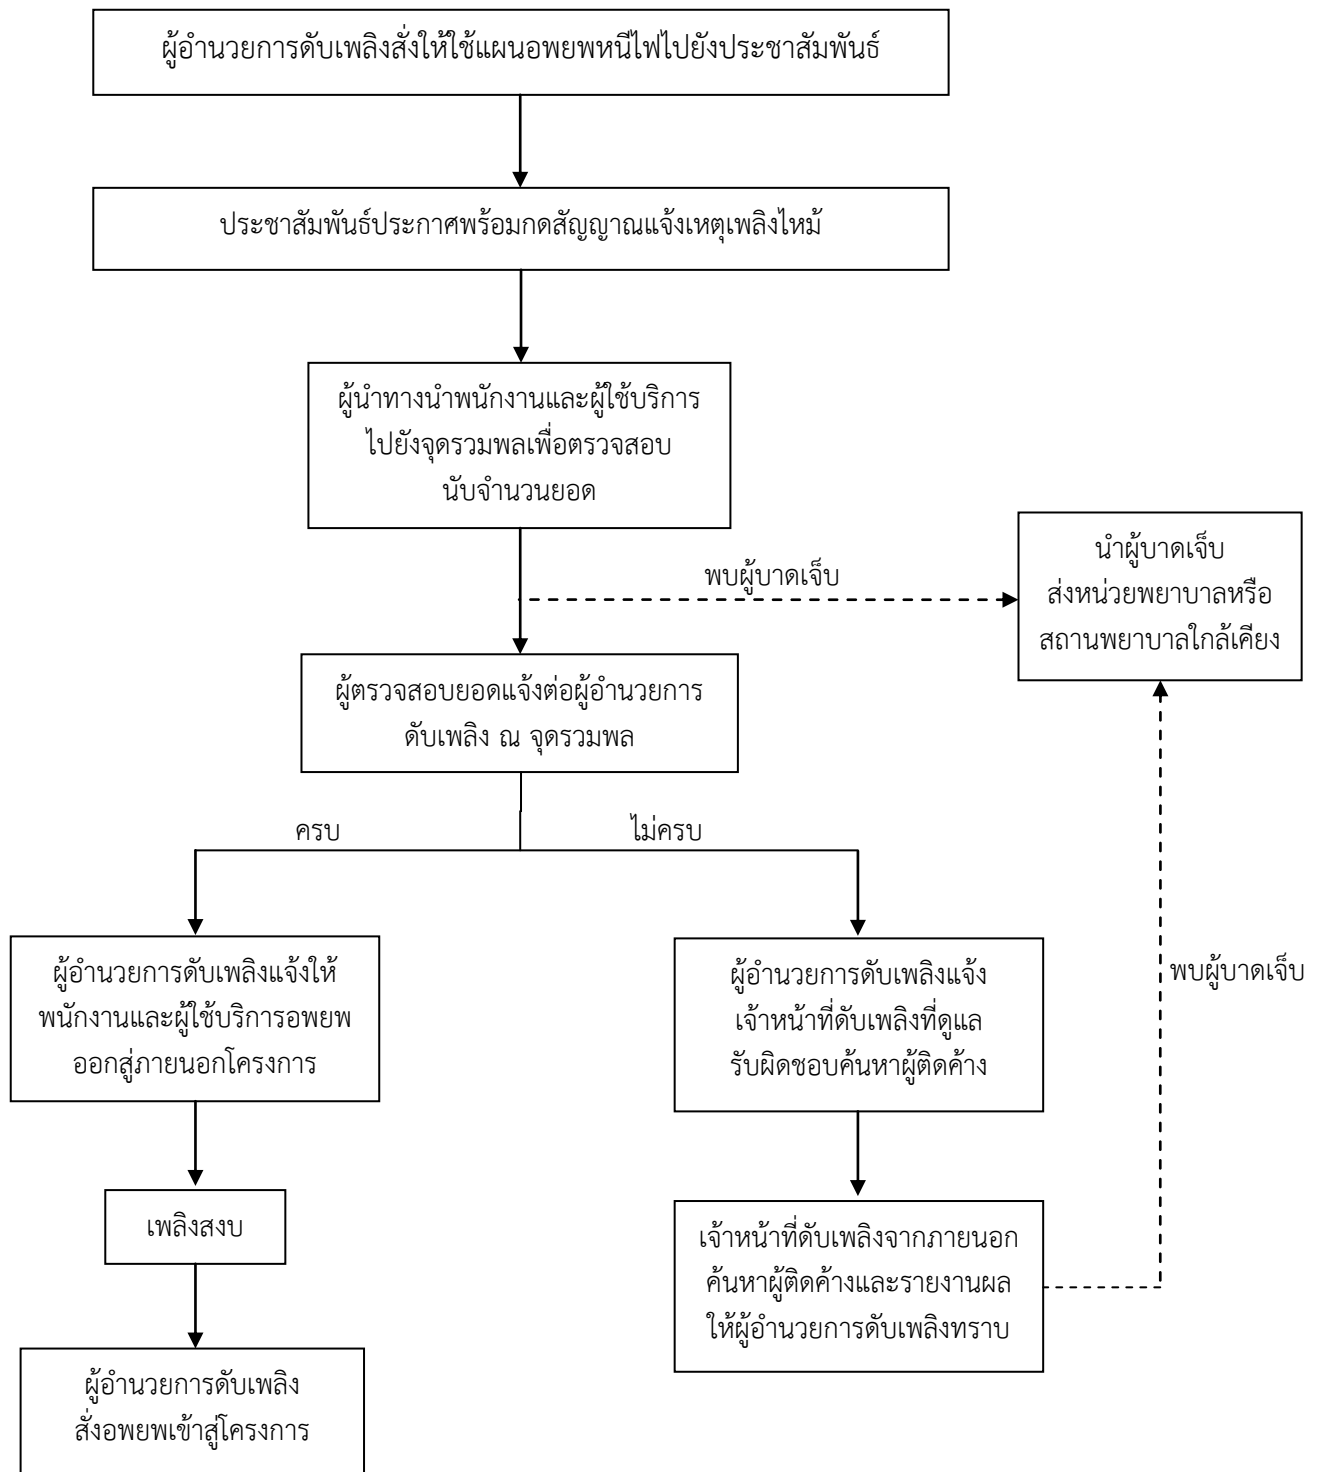 ผู้อำนวยการดับเพลิงสั่งให้ใช้แผนอพยพหนีไฟไปยังประชาสัมพันธ์
ประชาสัมพันธ์ประกาศพร้อมกดสัญญาณแจ้งเหตุเพลิงไหม้
ผู้นำทางนำพนักงานและผู้ใช้บริการ
ไปยังจุดรวมพลเพื่อตรวจสอบ
นับจำนวนยอด
พบผู้บาดเจ็บ
นำผู้บาดเจ็บ
ส่งหน่วยพยาบาลหรือ
สถานพยาบาลใกล้เคียง
ผู้ตรวจสอบยอดแจ้งต่อผู้อำนวยการ
ดับเพลิง ณ จุดรวมพล
ครบ
ไม่ครบ
ผู้อำนวยการดับเพลิงแจ้งให้
พนักงานและผู้ใช้บริการอพยพ
ออกสู่ภายนอกโครงการ
ผู้อำนวยการดับเพลิงแจ้ง
เจ้าหน้าที่ดับเพลิงที่ดูแล
รับผิดชอบค้นหาผู้ติดค้าง
พบผู้บาดเจ็บ
เพลิงสงบ
เจ้าหน้าที่ดับเพลิงจากภายนอก
ค้นหาผู้ติดค้างและรายงานผล
ให้ผู้อำนวยการดับเพลิงทราบ
ผู้อำนวยการดับเพลิง
สั่งอพยพเข้าสู่โครงการ